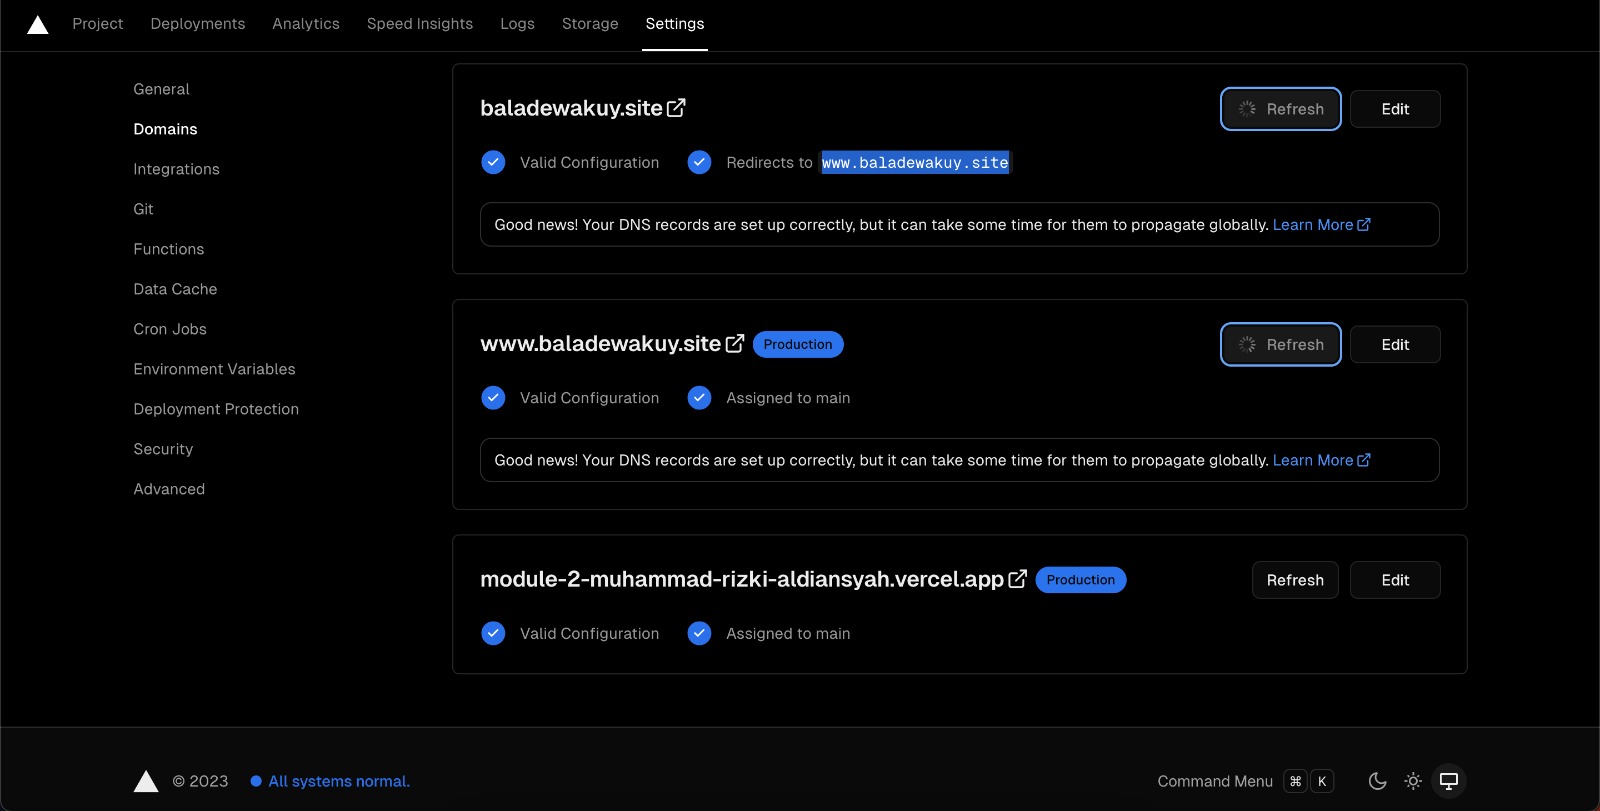 Project Deployments Analytics Speed Insights Logs Storage Settings
General
Domains
Integrations
Git
Functions
Data Cache
Cron Jobs
Environment Variables
Deployment Protection
Security
Advanced
baladewakuy.site Refresh Edit
Valid Configuration Redirects to www.baladewakuy.site
Good news! Your DNS records are set up correctly, but it can take some time for them to propagate globally. Learn More
www.baladewakuy.site Production Refresh Edit
Valid Configuration Assigned to main
Good news! Your DNS records are set up correctly, but it can take some time for them to propagate globally. Learn More
module-2-muhammad-rizki-aldiansyah.vercel.app Production Refresh Edit
Valid Configuration Assigned to main
© 2023 All systems normal. Command Menu ⌘ K